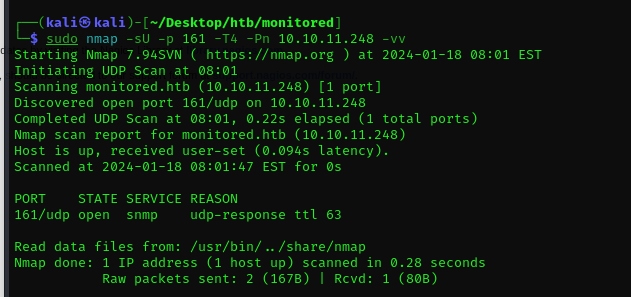 ┌──(kali㉿kali)-[~/Desktop/htb/monitored]
└─$ sudo nmap -sU -p 161 -T4 -Pn 10.10.11.248 -vv
Starting Nmap 7.94SVN ( https://nmap.org ) at 2024-01-18 08:01 EST
Initiating UDP Scan at 08:01
Scanning monitored.htb (10.10.11.248) [1 port]
Discovered open port 161/udp on 10.10.11.248
Completed UDP Scan at 08:01, 0.22s elapsed (1 total ports)
Nmap scan report for monitored.htb (10.10.11.248)
Host is up, received user-set (0.094s latency).
Scanned at 2024-01-18 08:01:47 EST for 0s

PORT    STATE SERVICE REASON
161/udp open  snmp    udp-response ttl 63

Read data files from: /usr/bin/../share/nmap
Nmap done: 1 IP address (1 host up) scanned in 0.28 seconds
           Raw packets sent: 2 (167B) | Rcvd: 1 (80B)